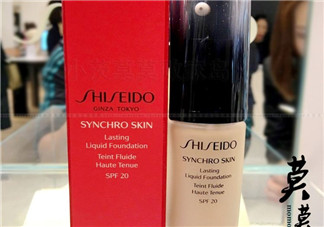 SHISEIDO
GINZA TOKYO
SYNCHRO SKIN
Lasting
Liquid Foundation
Teint Fluide
Haute Tenue
SPF 20
SHISEIDO
SYNCHRO SKIN
Lasting
Liquid Foundation
Teint Fluide
Haute Tenue
SPF 20
莫